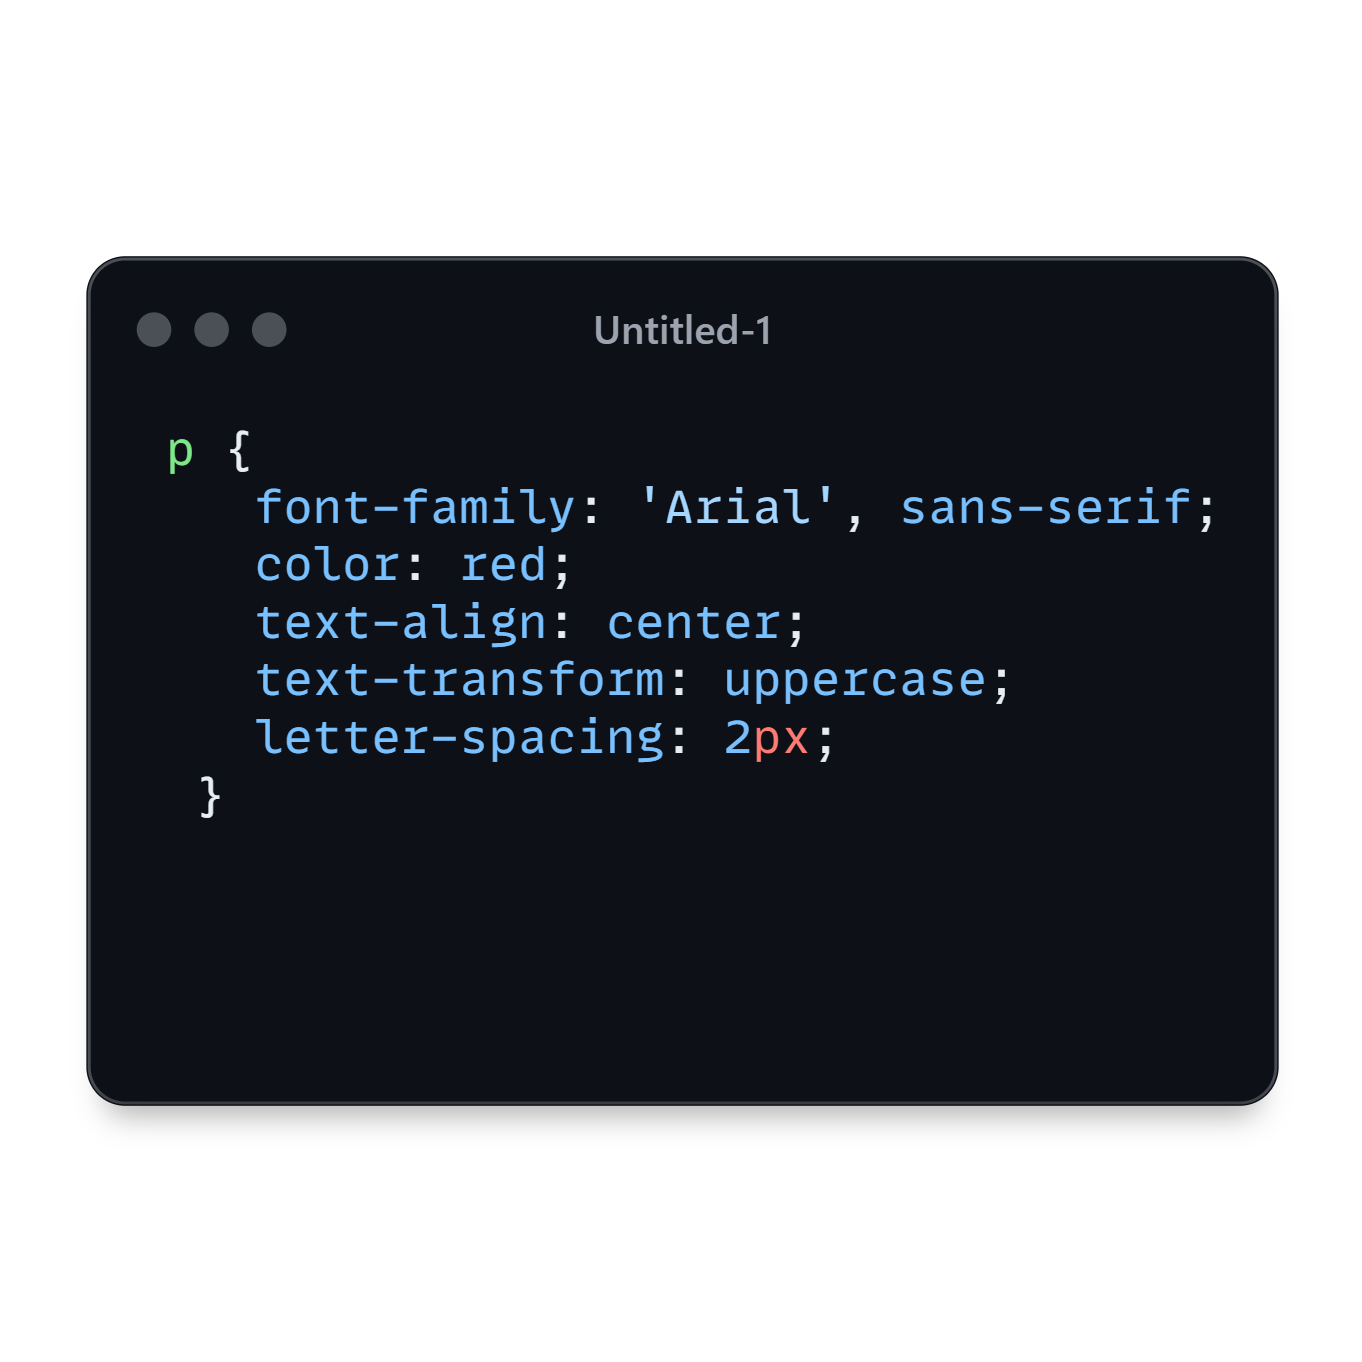 Untitled-1
p {
   font-family: 'Arial', sans-serif;
   color: red;
   text-align: center;
   text-transform: uppercase;
   letter-spacing: 2px;
 }